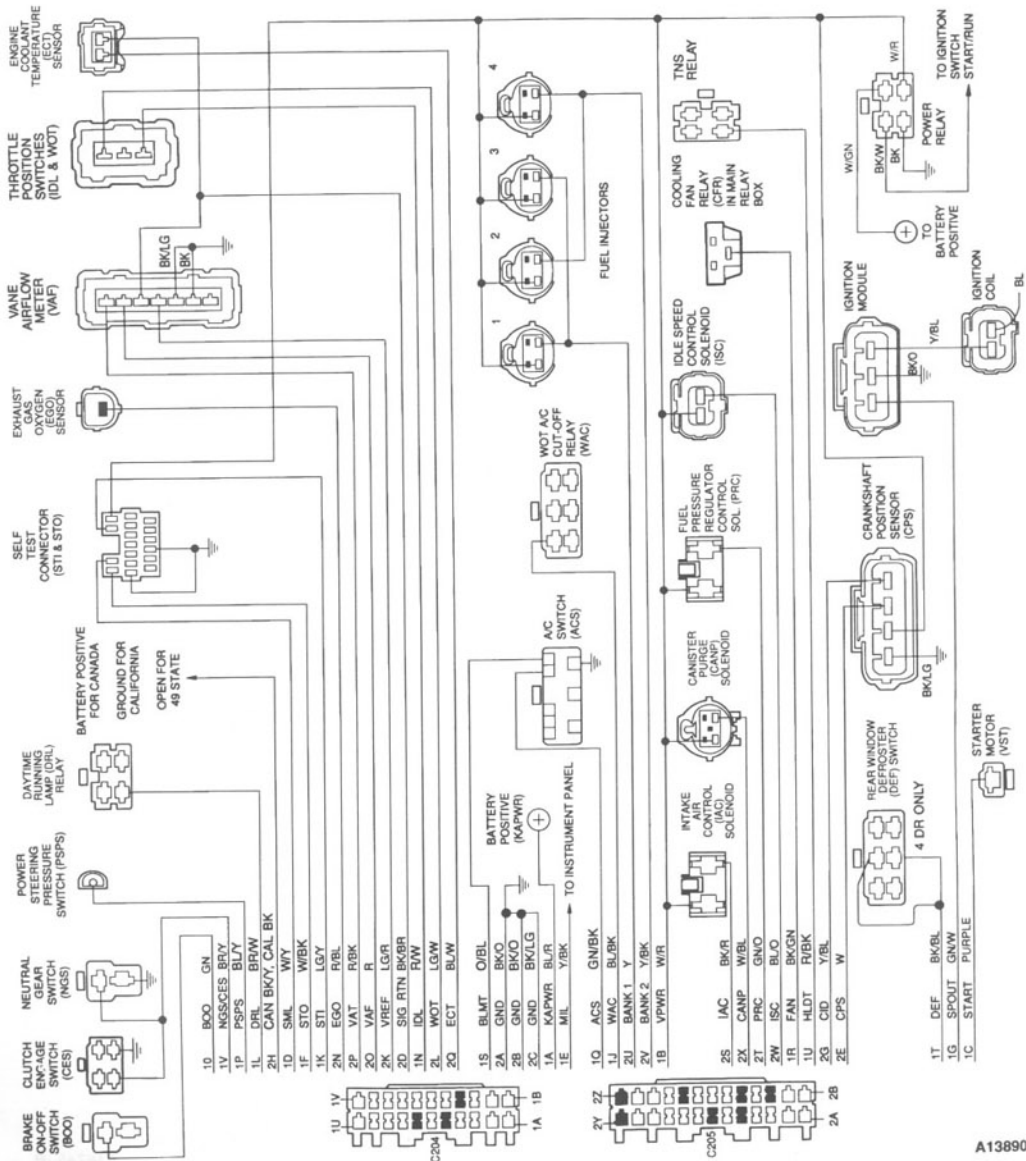 BRAKE
ON-OFF
SWITCH
(BOO)
CLUTCH
ENGAGE
SWITCH
(CES)
NEUTRAL
GEAR
SWITCH
(NGS)
POWER
STEERING
PRESSURE
SWITCH (PSPS)
DAYTIME
RUNNING
LAMP (DRL)
RELAY
BATTERY POSITIVE
FOR CANADA
GROUND FOR
CALIFORNIA
OPEN FOR
49 STATE
SELF
TEST
CONNECTOR
(STI & STO)
EXHAUST
GAS
OXYGEN
(EGO)
SENSOR
VANE
AIRFLOW
METER
(VAF)
BK/LG
BK
THROTTLE
POSITION
SWITCHES
(IDL & WOT)
ENGINE
COOLANT
TEMPERATURE
(ECT)
SENSOR
1O BOO GN
1V NGS/CES BR/Y
1P PSPS BL/Y
1L DRL BR/W
2H CAN BK/Y, CAL BK
1D SML W/Y
1F STO W/BK
1K STI LG/Y
2N EGO R/BL
2P VAT R/BK
2O VAF R
2K VREF LG/R
2D SIG RTN BK/BR
1N IDL R/W
2L WOT LG/W
2Q ECT BL/W
1S BLMT O/BL
2A GND BK/O
2B GND BK/O
2C GND BK/LG
1A KAPWR BL/R
1E MIL Y/BK
TO INSTRUMENT PANEL
BATTERY
POSITIVE
(KAPWR)
1Q ACS GN/BK
1J WAC BL/BK
2U BANK 1 Y
2V BANK 2 Y/BK
1B VPWR W/R
A/C
SWITCH
(ACS)
WOT A/C
CUT-OFF
RELAY
(WAC)
1
2
3
4
FUEL INJECTORS
2S IAC BK/R
2X CANP W/BL
2T PRC GN/O
2W ISC BL/O
1R FAN BK/GN
1U HLDT R/BK
2G CID Y/BL
2E CPS W
INTAKE
AIR
CONTROL
(IAC)
SOLENOID
CANISTER
PURGE
(CANP)
SOLENOID
FUEL
PRESSURE
REGULATOR
CONTROL
SOL. (PRC)
IDLE SPEED
CONTROL
SOLENOID
(ISC)
COOLING
FAN
RELAY
(CFR)
IN MAIN
RELAY
BOX
TNS
RELAY
1T DEF BK/BL
1G SPOUT GN/W
1C START PURPLE
REAR WINDOW
DEFROSTER
(DEF) SWITCH
4 DR ONLY
STARTER
MOTOR
(VST)
CRANKSHAFT
POSITION
SENSOR
(CPS)
BK/LG
IGNITION
MODULE
BK/O
Y/BL
IGNITION
COIL
BL
TO
BATTERY
POSITIVE
W/GN
BK/W
BK
POWER
RELAY
W/R
TO IGNITION
SWITCH
START/RUN
1U
1V
1A
1B
C204
2Y
2Z
2A
2B
C205
A13890